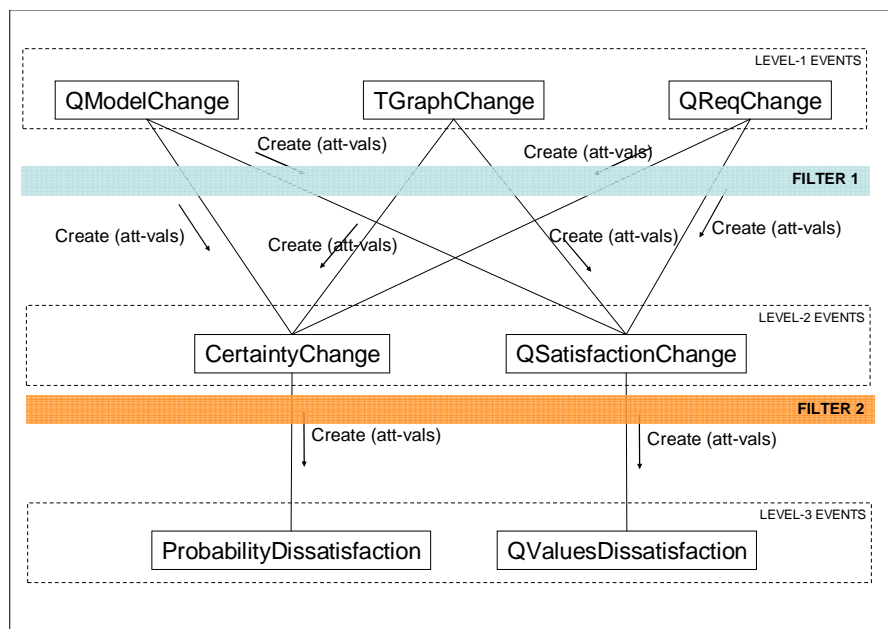 LEVEL-1 EVENTS
QModelChange
TGraphChange
QReqChange
Create (att-vals)
Create (att-vals)
FILTER 1
Create (att-vals)
Create (att-vals)
Create (att-vals)
Create (att-vals)
LEVEL-2 EVENTS
CertaintyChange
QSatisfactionChange
FILTER 2
Create (att-vals)
Create (att-vals)
LEVEL-3 EVENTS
ProbabilityDissatisfaction
QValuesDissatisfaction